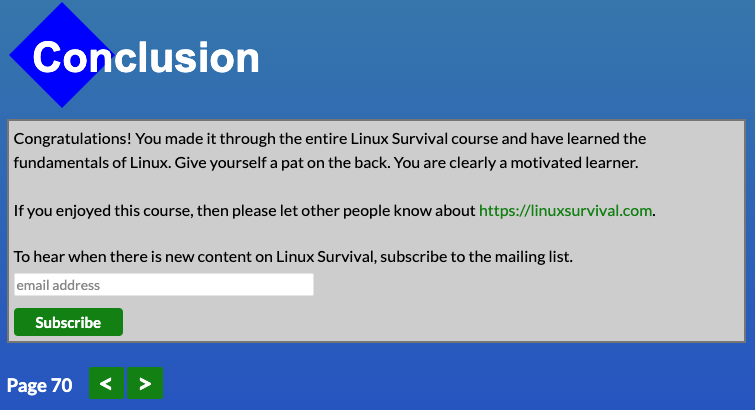 Conclusion
Congratulations! You made it through the entire Linux Survival course and have learned the
fundamentals of Linux. Give yourself a pat on the back. You are clearly a motivated learner.
If you enjoyed this course, then please let other people know about https://linuxsurvival.com.
To hear when there is new content on Linux Survival, subscribe to the mailing list.
email address
Subscribe
Page 70 < >